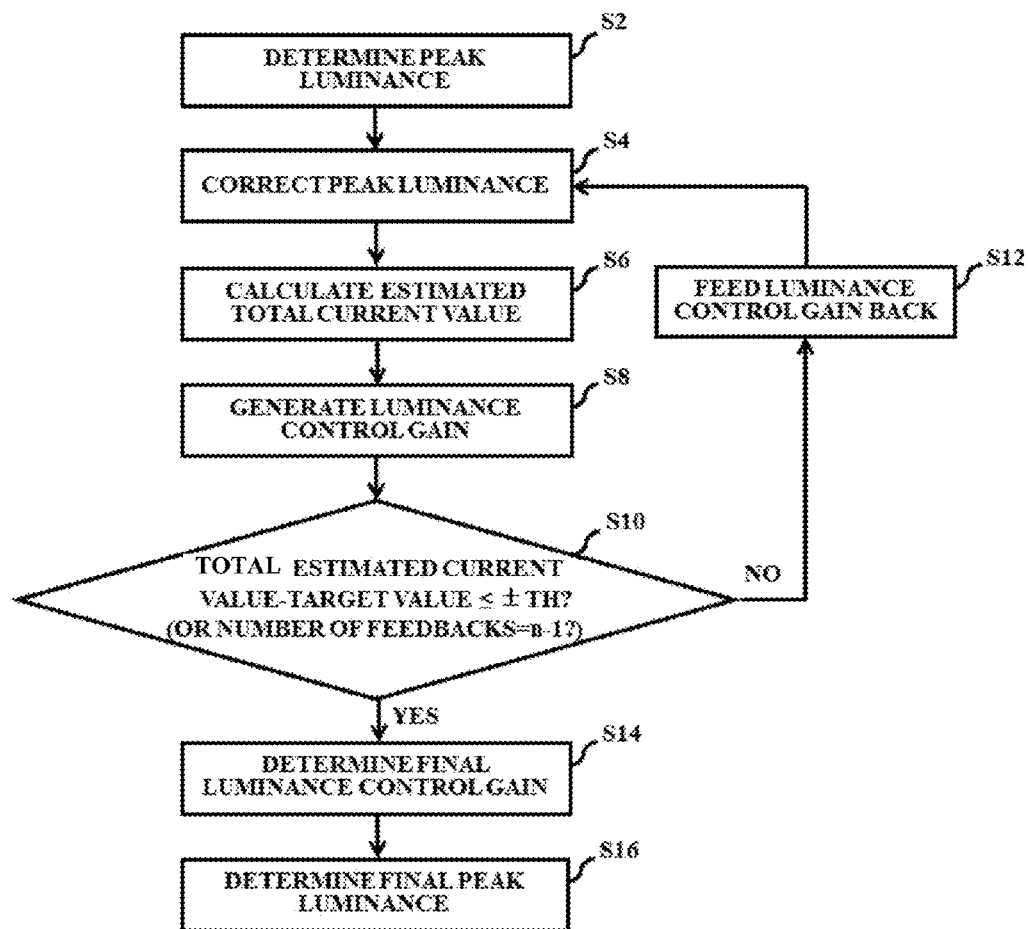 S2
DETERMINE PEAK
LUMINANCE
S4
CORRECT PEAK LUMINANCE
S6
CALCULATE ESTIMATED
TOTAL CURRENT VALUE
S12
FEED LUMINANCE
CONTROL GAIN BACK
S8
GENERATE LUMINANCE
CONTROL GAIN
S10
TOTAL ESTIMATED CURRENT
VALUE-TARGET VALUE ≤ ± TH?
(OR NUMBER OF FEEDBACKS=n-1?)
NO
YES
S14
DETERMINE FINAL
LUMINANCE CONTROL GAIN
S16
DETERMINE FINAL PEAK
LUMINANCE